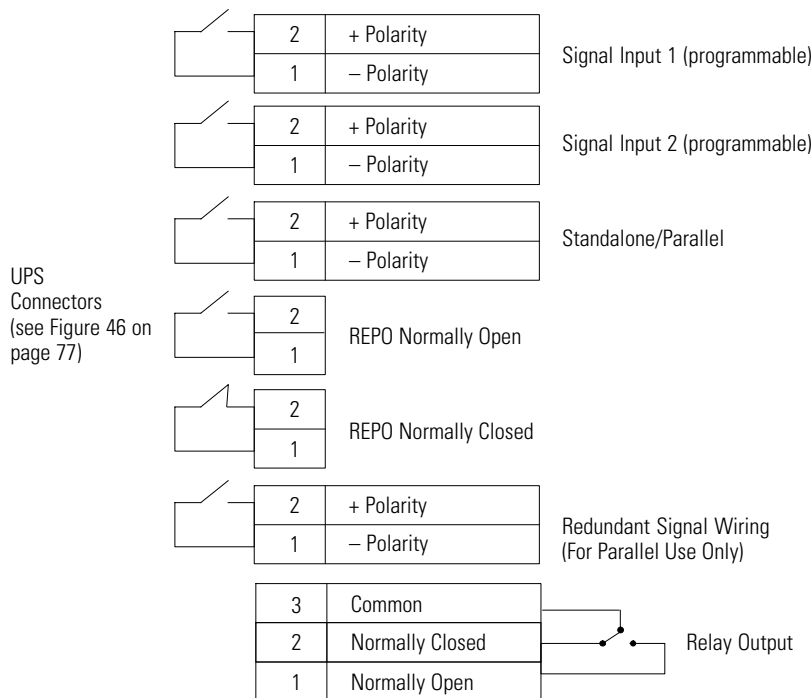 2 + Polarity
1 – Polarity
Signal Input 1 (programmable)
2 + Polarity
1 – Polarity
Signal Input 2 (programmable)
2 + Polarity
1 – Polarity
Standalone/Parallel
UPS
Connectors
(see Figure 46 on
page 77)
2
1
REPO Normally Open
2
1
REPO Normally Closed
2 + Polarity
1 – Polarity
Redundant Signal Wiring
(For Parallel Use Only)
3 Common
2 Normally Closed
1 Normally Open
Relay Output